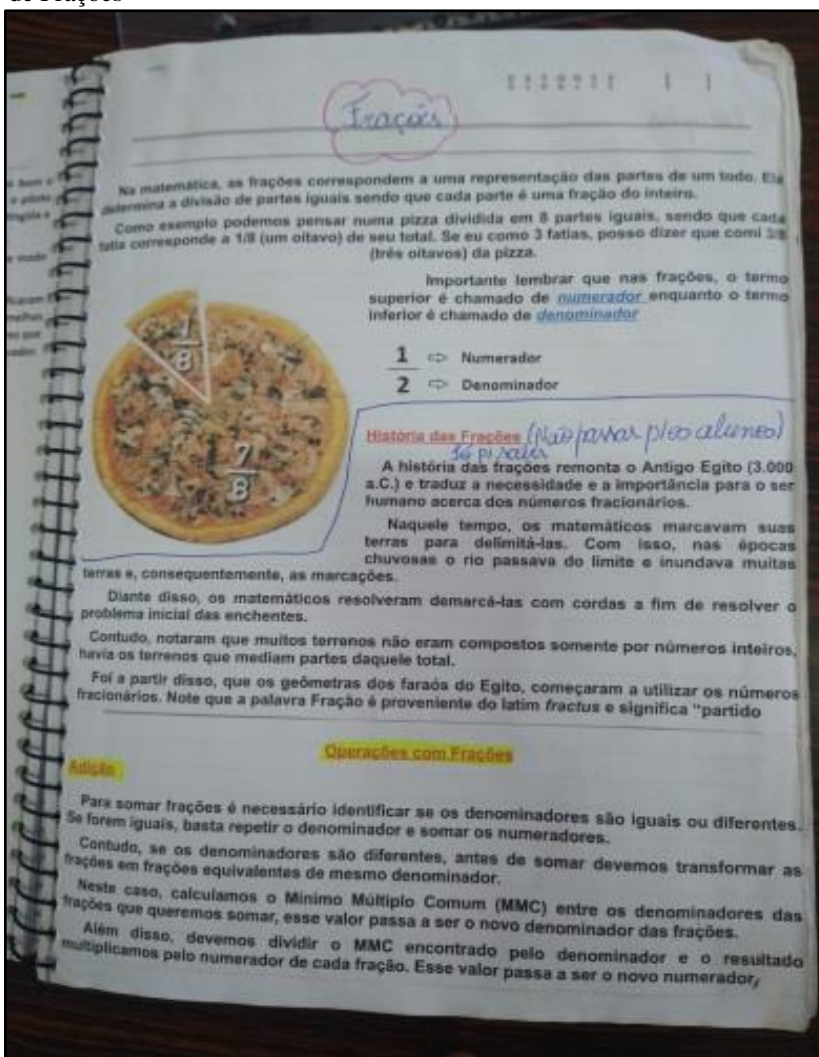 de Frações
Frações
Na matemática, as frações correspondem a uma representação das partes de um todo. Ela
determina a divisão de partes iguais sendo que cada parte é uma fração do inteiro.
Como exemplo podemos pensar numa pizza dividida em 8 partes iguais, sendo que cada
fatia corresponde a 1/8 (um oitavo) de seu total. Se eu como 3 fatias, posso dizer que comi 3/8
(três oitavos) da pizza.
Importante lembrar que nas frações, o termo
superior é chamado de numerador enquanto o termo
inferior é chamado de denominador
1
8
7
8
1 ⇨ Numerador
2 ⇨ Denominador
História das Frações (Não passar p/ os alunos)
Só p/ saber
A história das frações remonta o Antigo Egito (3.000
a.C.) e traduz a necessidade e a importância para o ser
humano acerca dos números fracionários.
Naquele tempo, os matemáticos marcavam suas
terras para delimitá-las. Com isso, nas épocas
chuvosas o rio passava do limite e inundava muitas
terras e, consequentemente, as marcações.
Diante disso, os matemáticos resolveram demarcá-las com cordas a fim de resolver o
problema inicial das enchentes.
Contudo, notaram que muitos terrenos não eram compostos somente por números inteiros,
havia os terrenos que mediam partes daquele total.
Foi a partir disso, que os geômetras dos faraós do Egito, começaram a utilizar os números
fracionários. Note que a palavra Fração é proveniente do latim fractus e significa "partido
Operações com Frações
Adição
Para somar frações é necessário identificar se os denominadores são iguais ou diferentes.
Se forem iguais, basta repetir o denominador e somar os numeradores.
Contudo, se os denominadores são diferentes, antes de somar devemos transformar as
frações em frações equivalentes de mesmo denominador.
Neste caso, calculamos o Mínimo Múltiplo Comum (MMC) entre os denominadores das
frações que queremos somar, esse valor passa a ser o novo denominador das frações.
Além disso, devemos dividir o MMC encontrado pelo denominador e o resultado
multiplicamos pelo numerador de cada fração. Esse valor passa a ser o novo numerador,